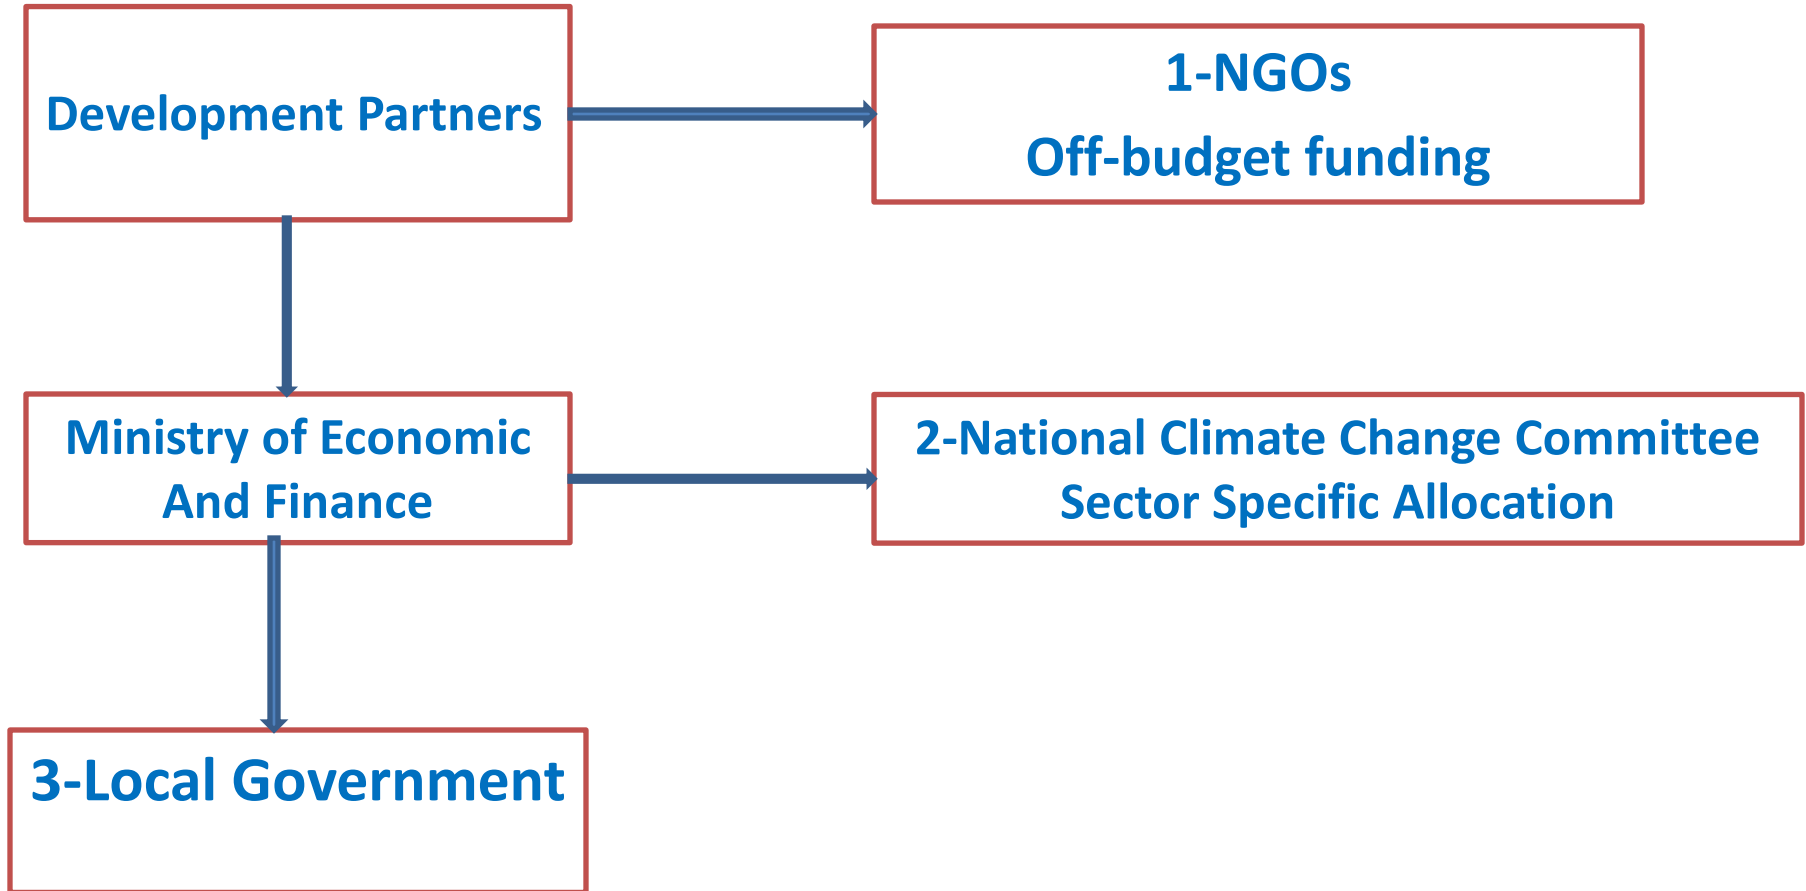 Development Partners
1-NGOs
Off-budget funding
Ministry of Economic
And Finance
2-National Climate Change Committee
Sector Specific Allocation
3-Local Government